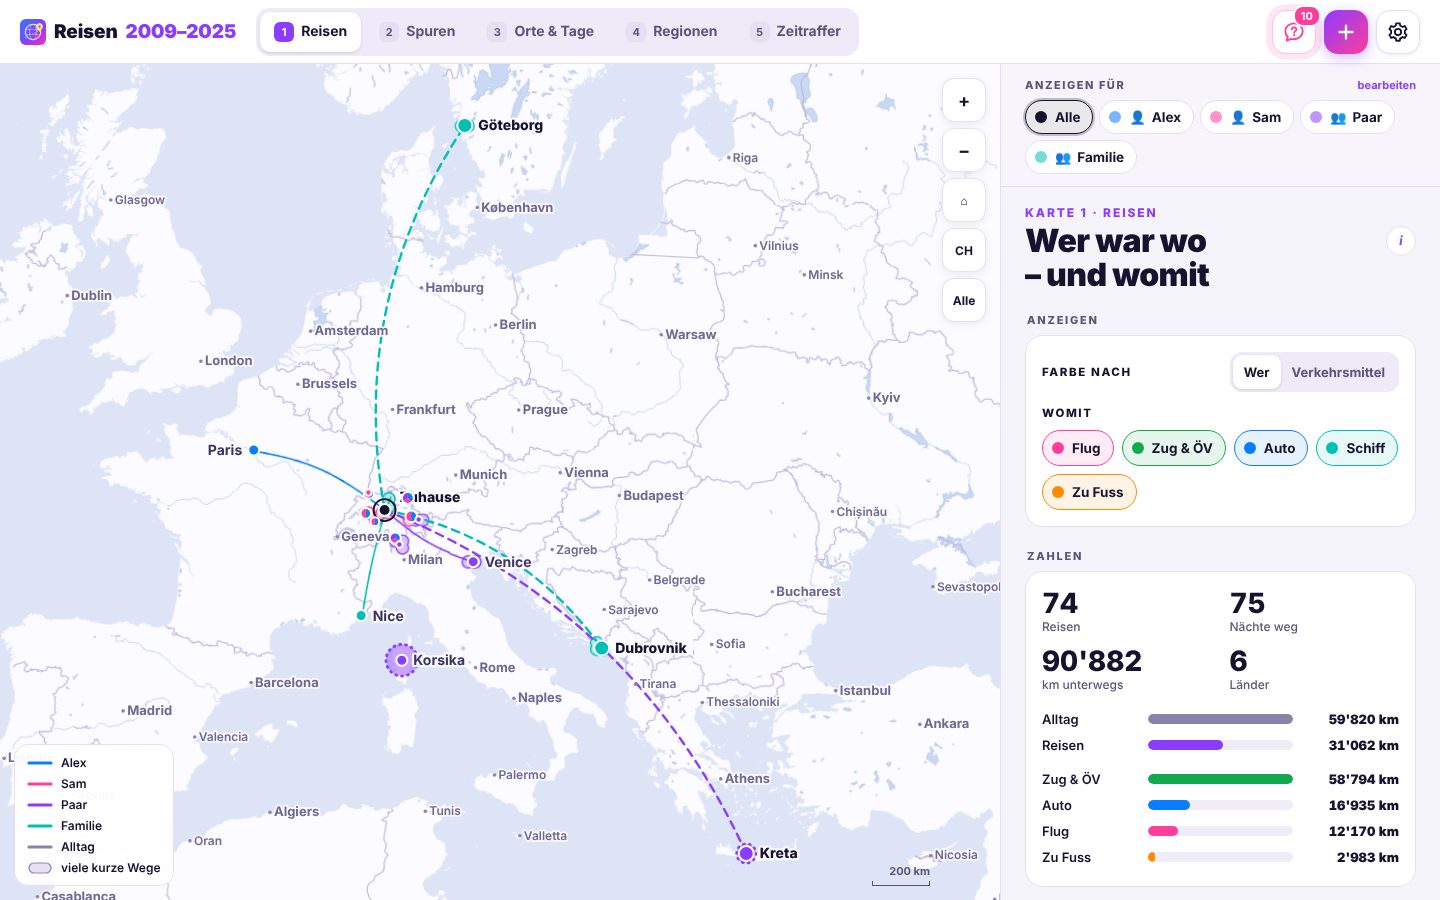 Reisen 2009–2025
1 Reisen
2 Spuren
3 Orte & Tage
4 Regionen
5 Zeitraffer
10
+
ANZEIGEN FÜR
bearbeiten
Alle
Alex
Sam
Paar
Familie
KARTE 1 · REISEN
Wer war wo
– und womit
i
ANZEIGEN
FARBE NACH
Wer
Verkehrsmittel
WOMIT
Flug
Zug & ÖV
Auto
Schiff
Zu Fuss
ZAHLEN
74
Reisen
75
Nächte weg
90'882
km unterwegs
6
Länder
Alltag 59'820 km
Reisen 31'062 km
Zug & ÖV 58'794 km
Auto 16'935 km
Flug 12'170 km
Zu Fuss 2'983 km
+
−
CH
Alle
Göteborg
Riga
Glasgow
København
Vilnius
Minsk
Dublin
Hamburg
Berlin
Amsterdam
Warsaw
London
Brussels
Kyiv
Frankfurt
Prague
Paris
Munich
Vienna
Budapest
Chișinău
Geneva
Milan
Venice
Zagreb
Belgrade
Bucharest
Sevastopol
Sarajevo
Nice
Dubrovnik
Sofia
Korsika
Rome
Tirana
Barcelona
Istanbul
Naples
Thessaloniki
Madrid
Ankara
Valencia
Palermo
Athens
Algiers
Tunis
Oran
Valletta
Kreta
Nicosia
Casablanca
200 km
Alex
Sam
Paar
Familie
Alltag
viele kurze Wege